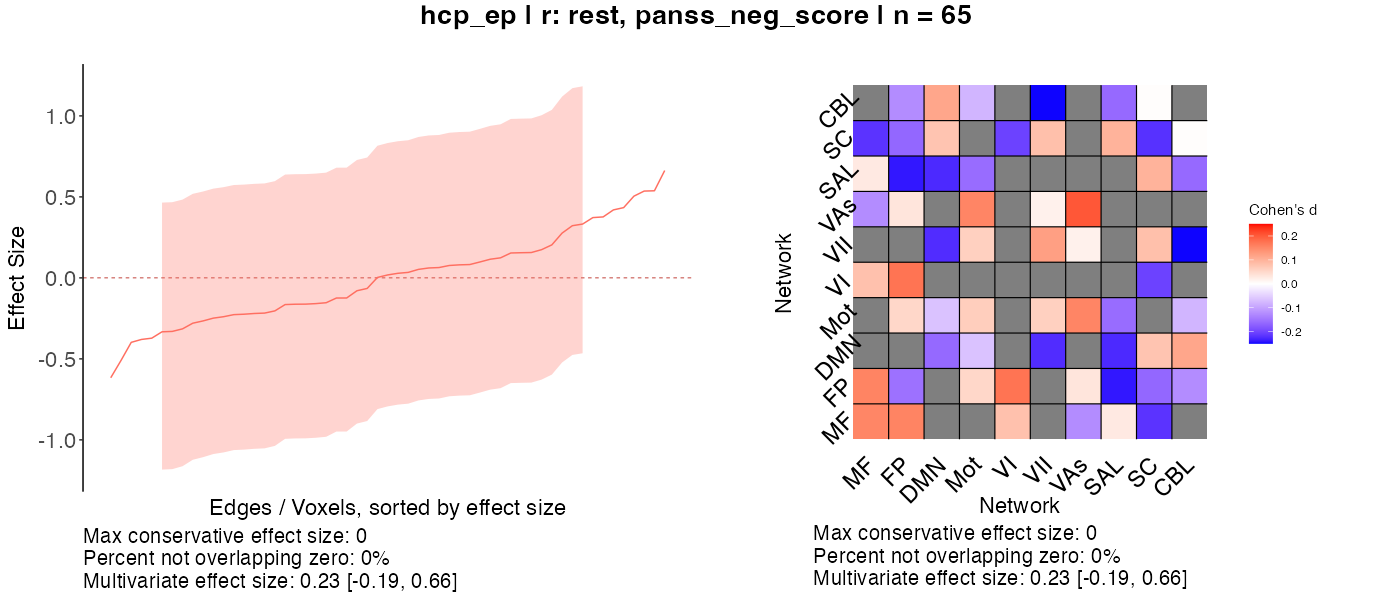 hcp_ep | r: rest, panss_neg_score | n = 65
Effect Size
1.0
0.5
0.0
-0.5
-1.0
Edges / Voxels, sorted by effect size
Max conservative effect size: 0
Percent not overlapping zero: 0%
Multivariate effect size: 0.23 [-0.19, 0.66]
Network
CBL
SC
SAL
VAs
VII
VI
Mot
DMN
FP
MF
MF
FP
DMN
Mot
VI
VII
VAs
SAL
SC
CBL
Network
Max conservative effect size: 0
Percent not overlapping zero: 0%
Multivariate effect size: 0.23 [-0.19, 0.66]
Cohen's d
0.2
0.1
0.0
-0.1
-0.2